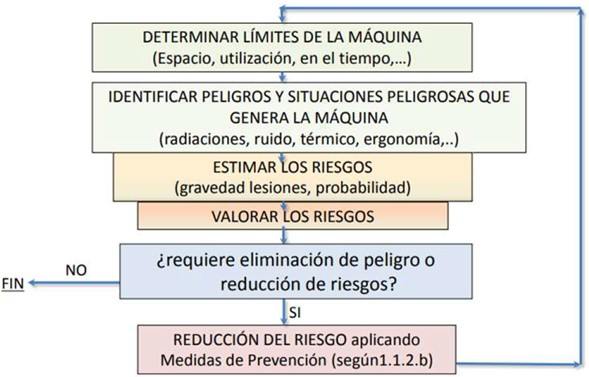 DETERMINAR LÍMITES DE LA MÁQUINA
(Espacio, utilización, en el tiempo,...)
IDENTIFICAR PELIGROS Y SITUACIONES PELIGROSAS QUE
GENERA LA MÁQUINA
(radiaciones, ruido, térmico, ergonomía,..)
ESTIMAR LOS RIESGOS
(gravedad lesiones, probabilidad)
VALORAR LOS RIESGOS
¿requiere eliminación de peligro o
reducción de riesgos?
NO
FIN
SI
REDUCCIÓN DEL RIESGO aplicando
Medidas de Prevención (según1.1.2.b)